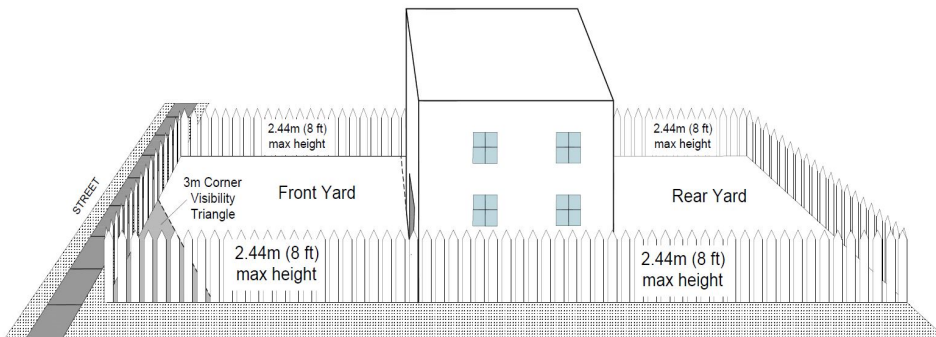 2.44m (8 ft)
max height
2.44m (8 ft)
max height
3m Corner
Visibility
Triangle
Front Yard
Rear Yard
STREET
2.44m (8 ft)
max height
2.44m (8 ft)
max height